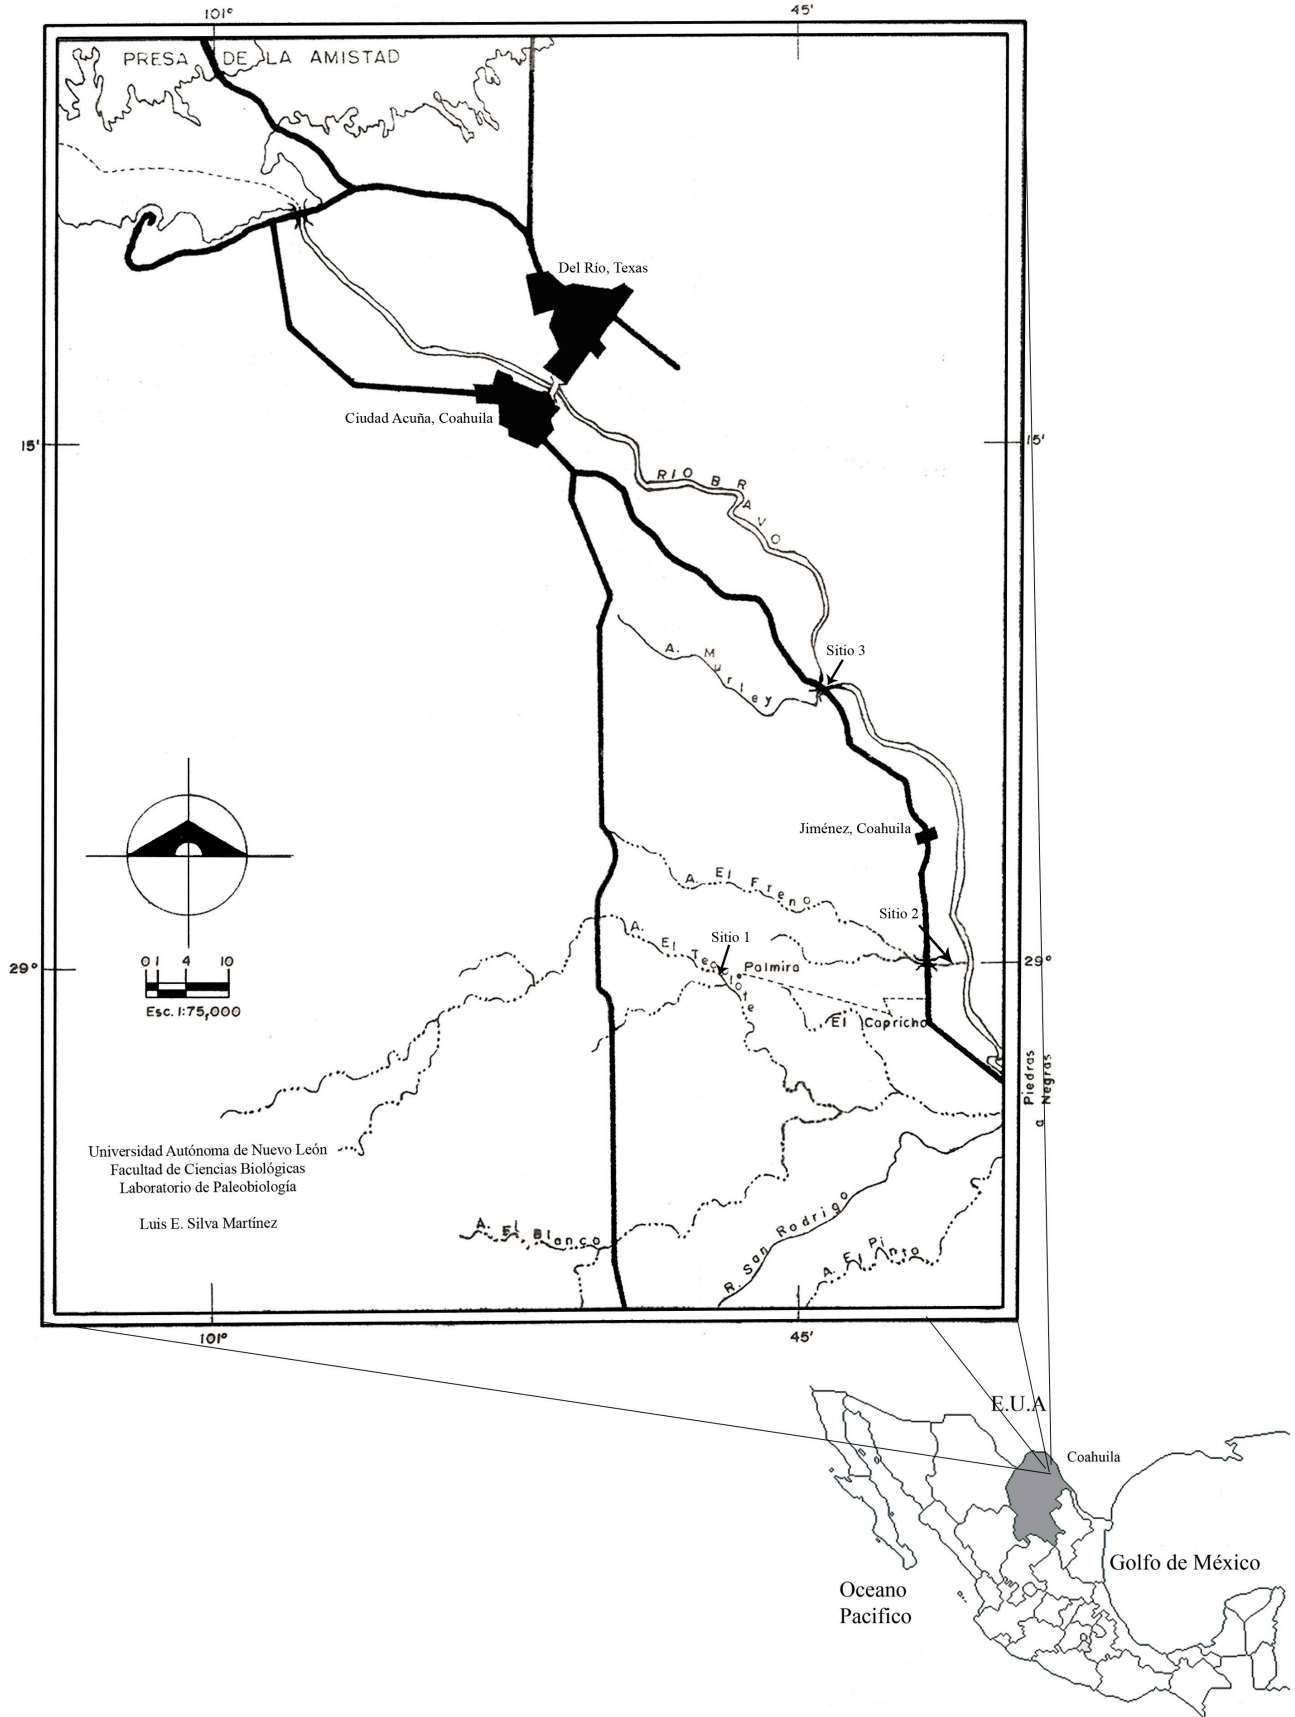 101°
45'
PRESA DE LA AMISTAD
Del Río, Texas
Ciudad Acuña, Coahuila
15'
15'
RIO BRAVO
Sitio 3
A. Murley
Jiménez, Coahuila
A. El Freno
Sitio 2
A. El Tecolote
Sitio 1
Palmira
29°
29°
0 1 4 10
Esc. 1:75,000
El Capricho
a Piedras
Negras
Universidad Autónoma de Nuevo León
Facultad de Ciencias Biológicas
Laboratorio de Paleobiología
Luis E. Silva Martínez
A. El Blanco
R. San Rodrigo
A. El Pinto
101°
45'
E.U.A
Coahuila
Golfo de México
Oceano
Pacifico